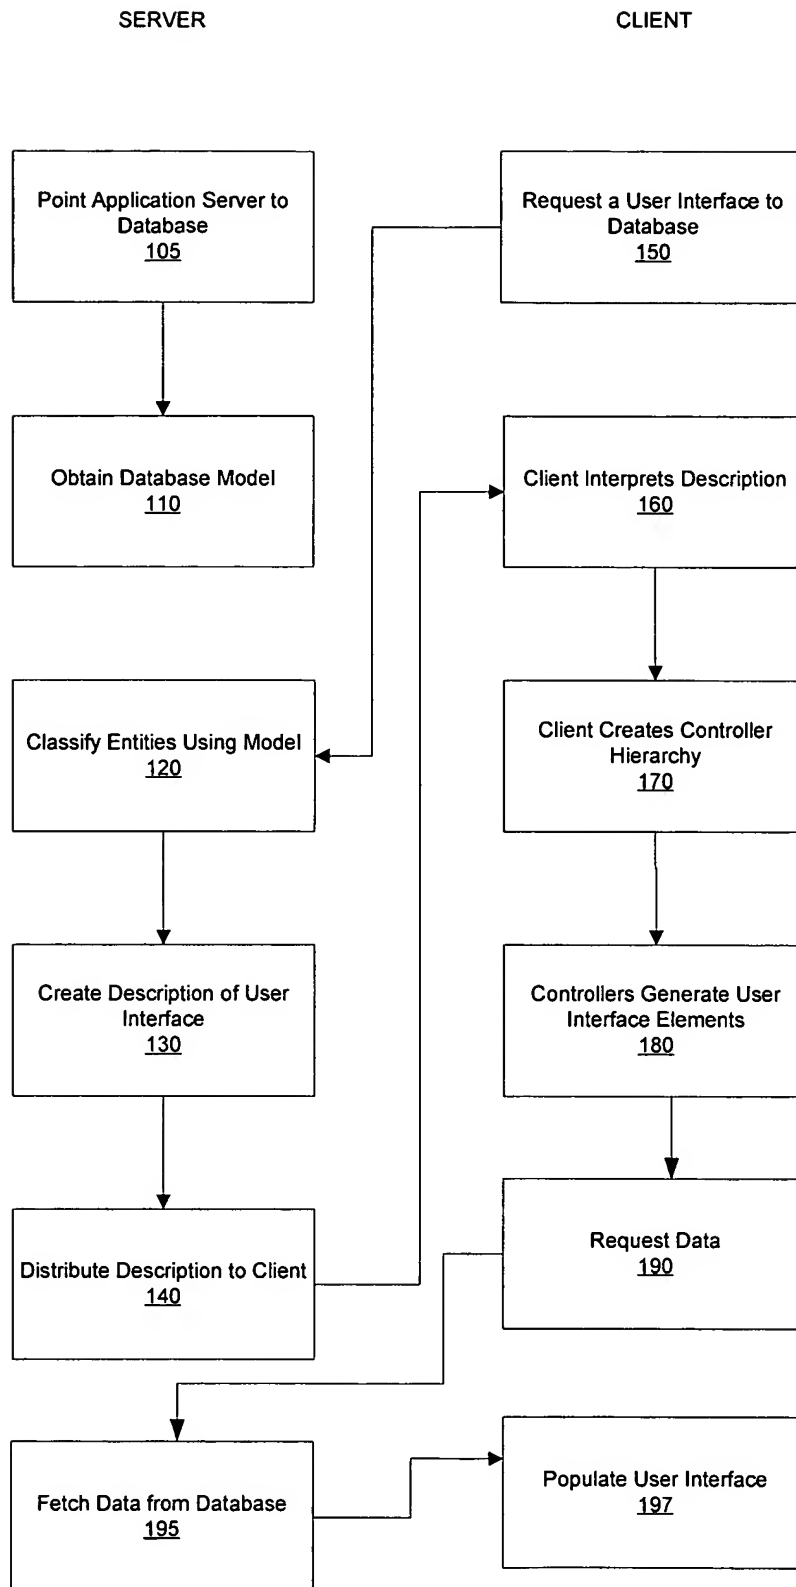 SERVER
CLIENT
Point Application Server to
Database
105
Request a User Interface to
Database
150
Obtain Database Model
110
Client Interprets Description
160
Classify Entities Using Model
120
Client Creates Controller
Hierarchy
170
Create Description of User
Interface
130
Controllers Generate User
Interface Elements
180
Distribute Description to Client
140
Request Data
190
Fetch Data from Database
195
Populate User Interface
197